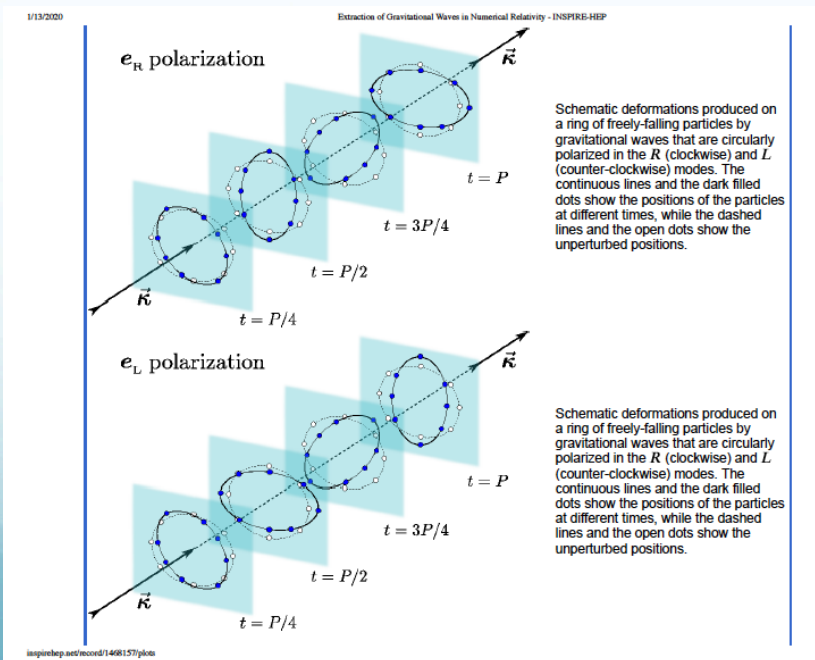 1/13/2020
Extraction of Gravitational Waves in Numerical Relativity - INSPIRE-HEP
e_R polarization
κ⃗
t = P
t = 3P/4
t = P/2
κ⃗
t = P/4
Schematic deformations produced on
a ring of freely-falling particles by
gravitational waves that are circularly
polarized in the R (clockwise) and L
(counter-clockwise) modes. The
continuous lines and the dark filled
dots show the positions of the particles
at different times, while the dashed
lines and the open dots show the
unperturbed positions.
e_L polarization
κ⃗
t = P
t = 3P/4
t = P/2
κ⃗
t = P/4
Schematic deformations produced on
a ring of freely-falling particles by
gravitational waves that are circularly
polarized in the R (clockwise) and L
(counter-clockwise) modes. The
continuous lines and the dark filled
dots show the positions of the particles
at different times, while the dashed
lines and the open dots show the
unperturbed positions.
inspirehep.net/record/1468157/plots